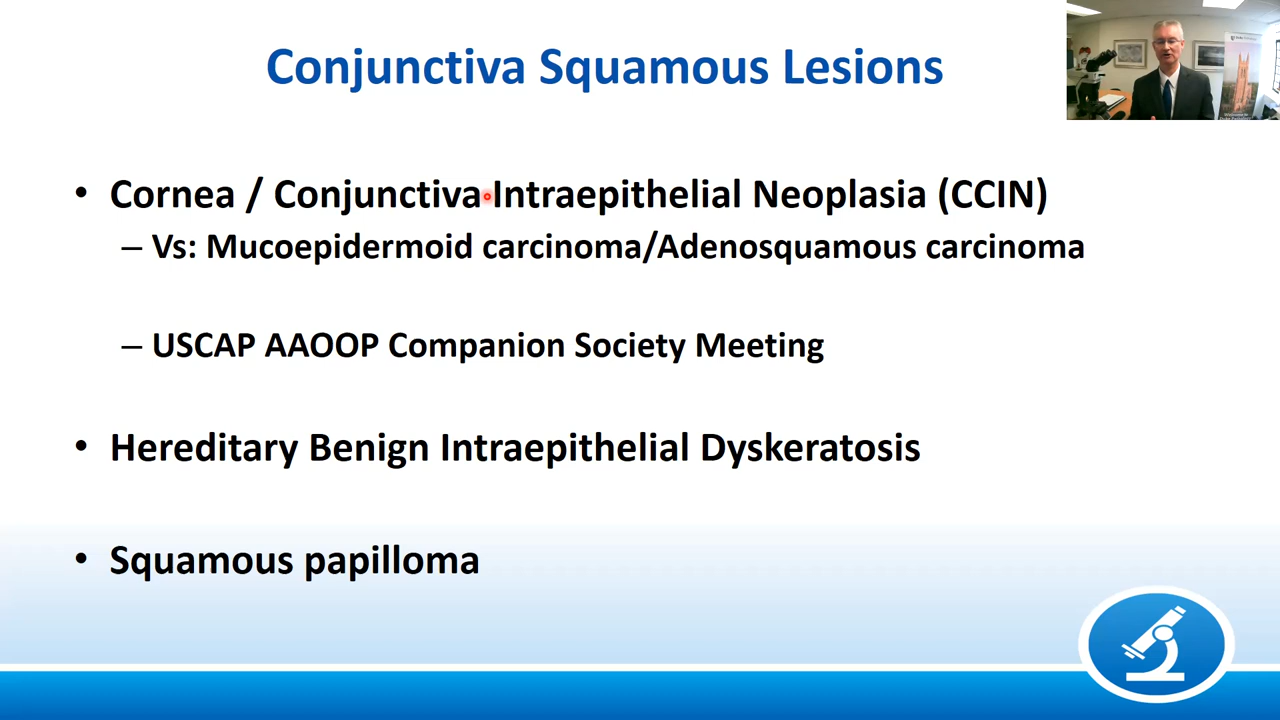 Conjunctiva Squamous Lesions
• Cornea / Conjunctiva Intraepithelial Neoplasia (CCIN)
– Vs: Mucoepidermoid carcinoma/Adenosquamous carcinoma
– USCAP AAOOP Companion Society Meeting
• Hereditary Benign Intraepithelial Dyskeratosis
• Squamous papilloma